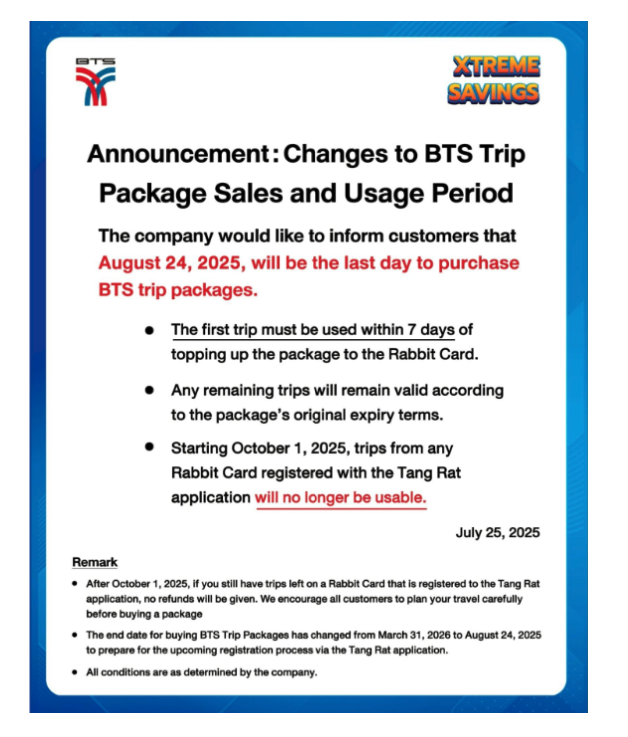 BTS
XTREME
SAVINGS
Announcement: Changes to BTS Trip
Package Sales and Usage Period
The company would like to inform customers that
August 24, 2025, will be the last day to purchase
BTS trip packages.
• The first trip must be used within 7 days of
topping up the package to the Rabbit Card.
• Any remaining trips will remain valid according
to the package's original expiry terms.
• Starting October 1, 2025, trips from any
Rabbit Card registered with the Tang Rat
application will no longer be usable.
July 25, 2025
Remark
• After October 1, 2025, if you still have trips left on a Rabbit Card that is registered to the Tang Rat
application, no refunds will be given. We encourage all customers to plan your travel carefully
before buying a package
• The end date for buying BTS Trip Packages has changed from March 31, 2026 to August 24, 2025
to prepare for the upcoming registration process via the Tang Rat application.
• All conditions are as determined by the company.